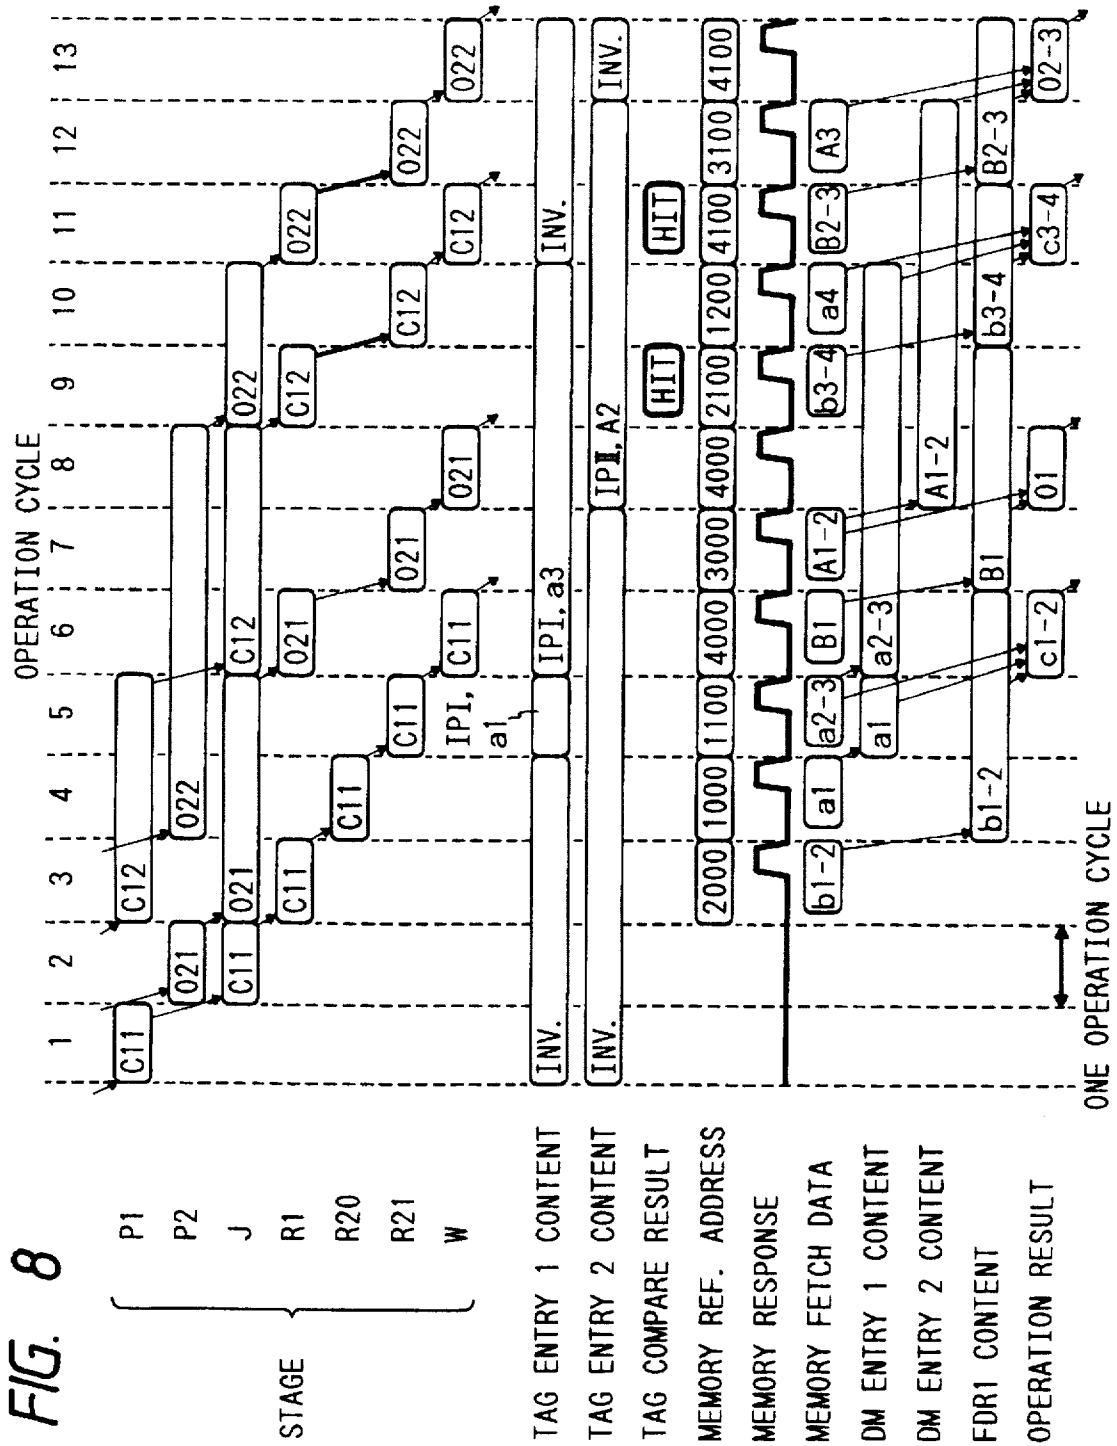 FIG. 8
OPERATION CYCLE
1 2 3 4 5 6 7 8 9 10 11 12 13
STAGE
P1 C11 C12
P2 O21 O22
J C11 O21 C12 O22
R1 C11 O21 C12 O22
R20 C11
R21 C11 O21 C12 O22
W C11 O21 C12 O22
TAG ENTRY 1 CONTENT INV. IPI, a1 IPI, a3 INV.
TAG ENTRY 2 CONTENT INV. IPII, A2 INV.
TAG COMPARE RESULT HIT HIT
MEMORY REF. ADDRESS 2000 1000 1100 4000 3000 4000 2100 1200 4100 3100 4100
MEMORY RESPONSE
MEMORY FETCH DATA b1-2 a1 a2-3 B1 A1-2 b3-4 a4 B2-3 A3
DM ENTRY 1 CONTENT a1 a2-3
DM ENTRY 2 CONTENT A1-2
FDR1 CONTENT b1-2 B1 b3-4 B2-3
OPERATION RESULT c1-2 O1 c3-4 O2-3
ONE OPERATION CYCLE